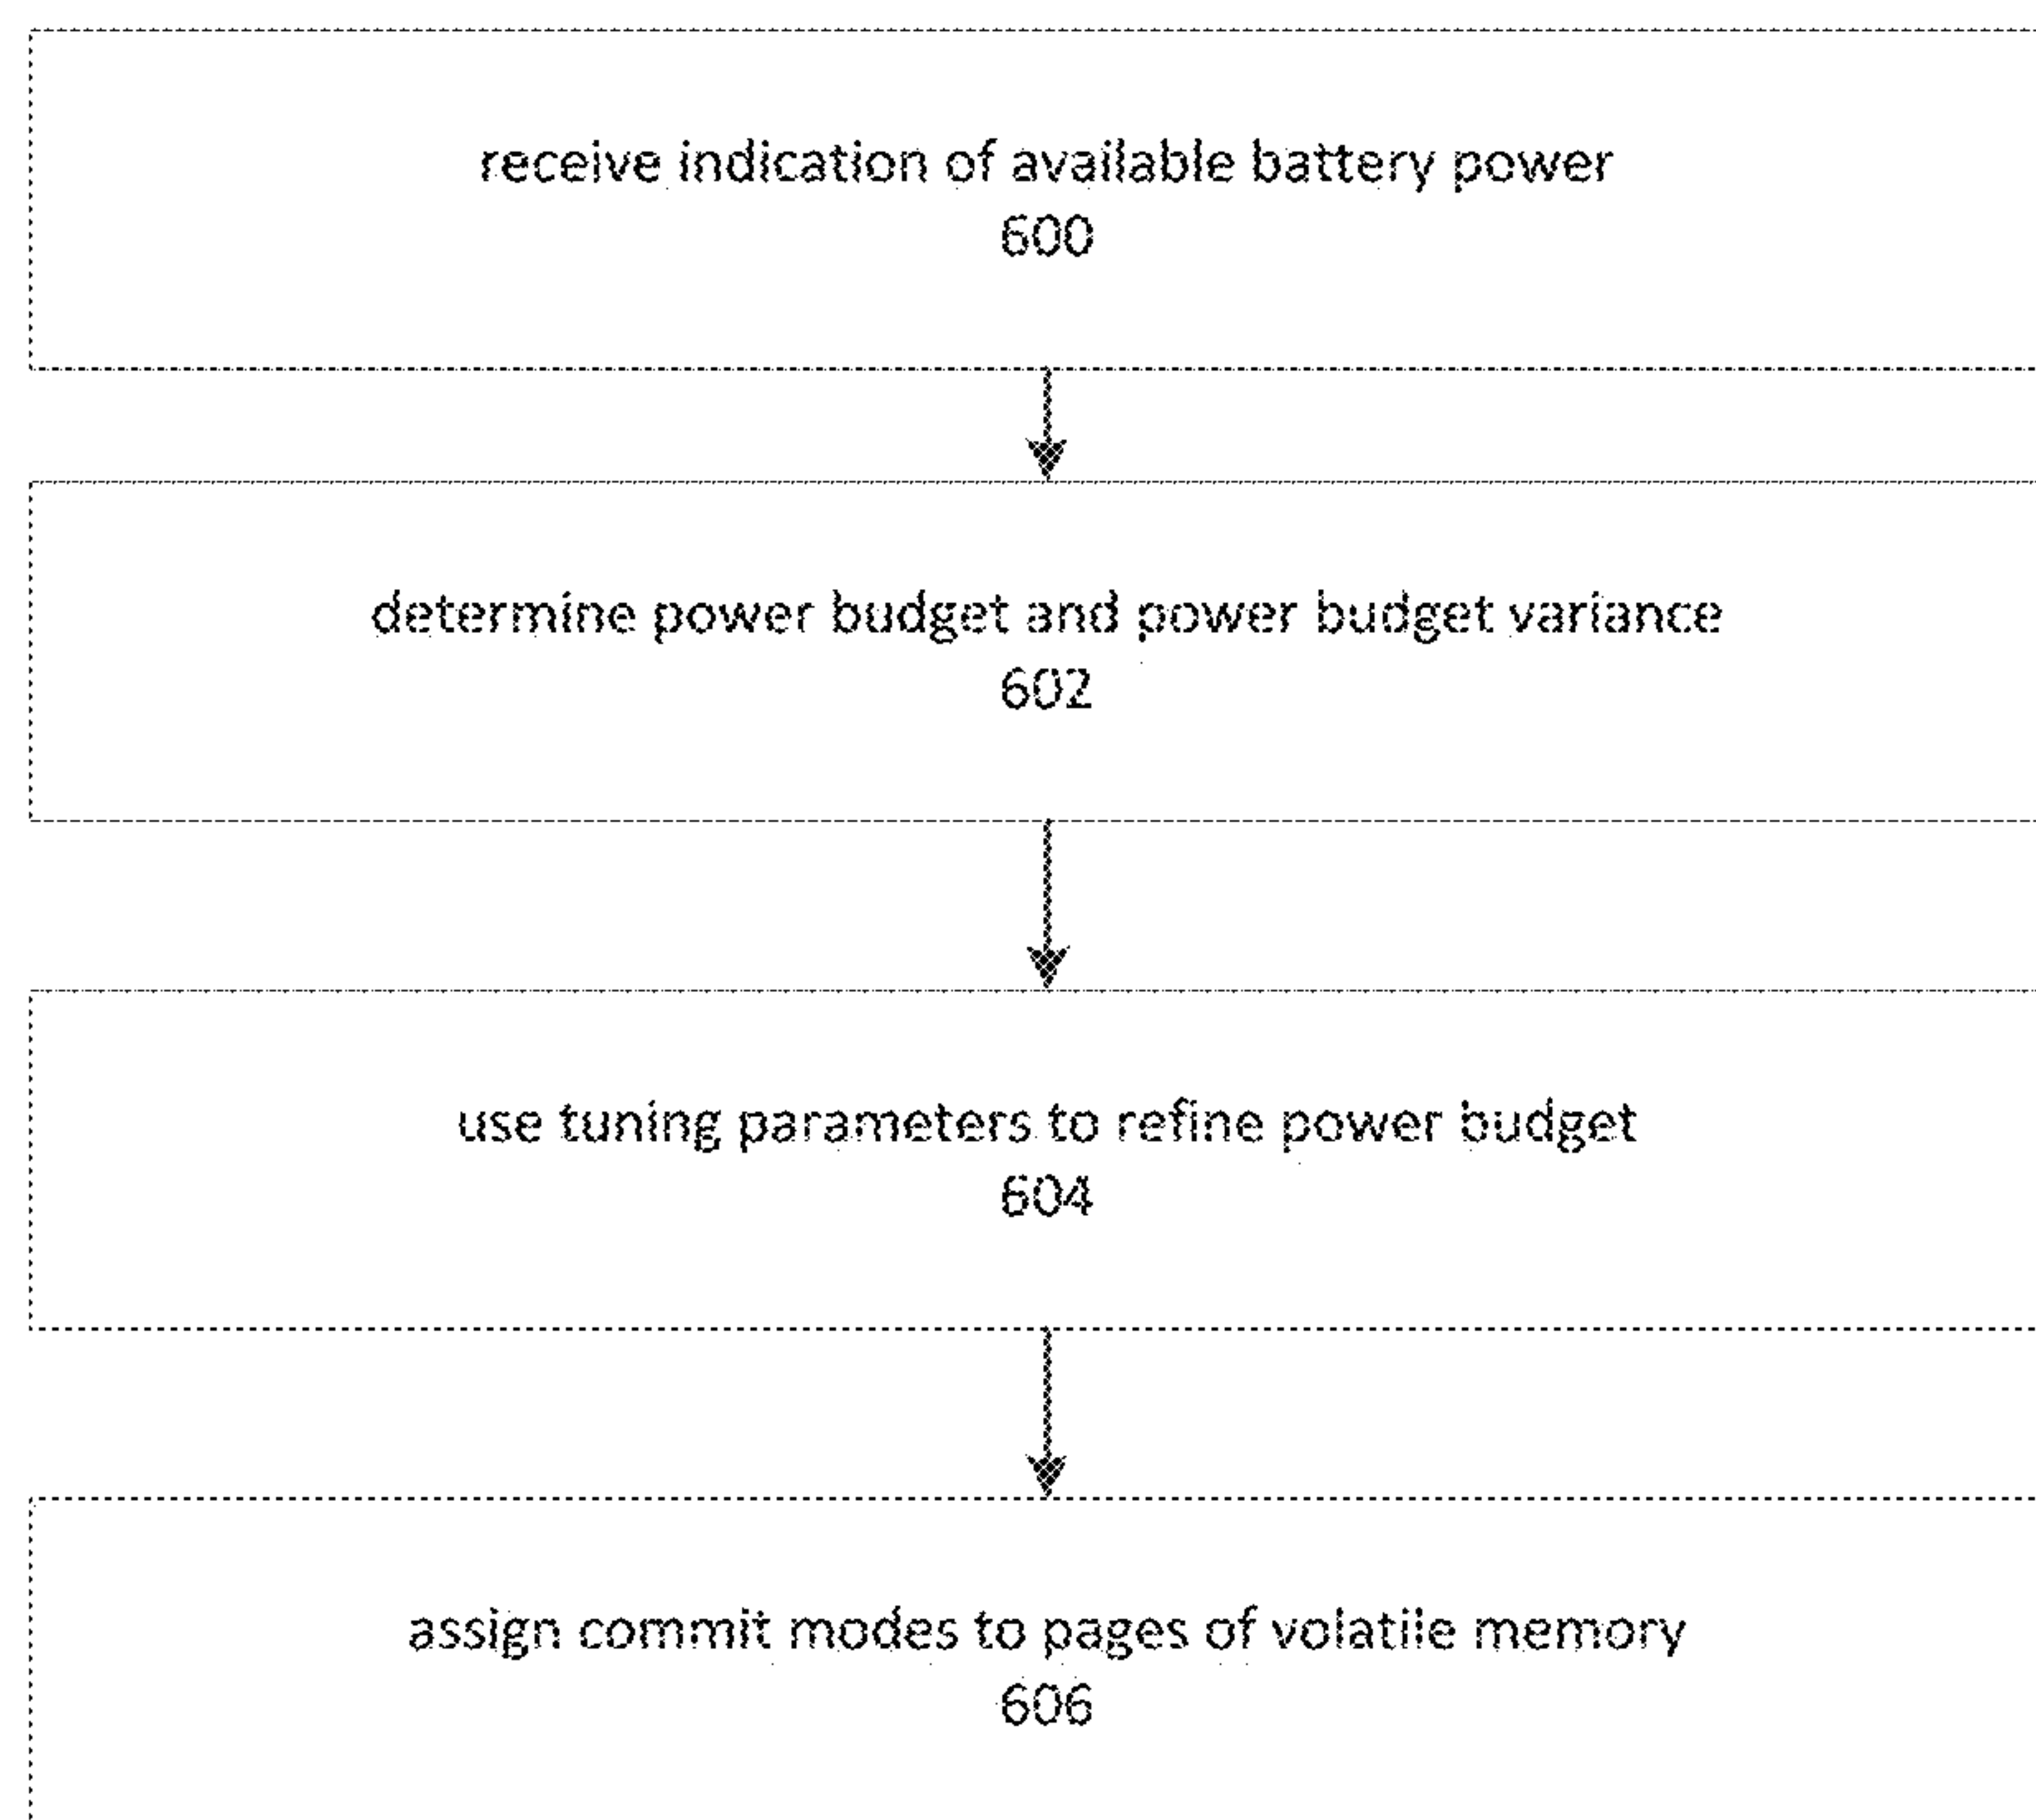 receive indication of available battery power
600
determine power budget and power budget variance
602
use tuning parameters to refine power budget
604
assign commit modes to pages of volatile memory
606